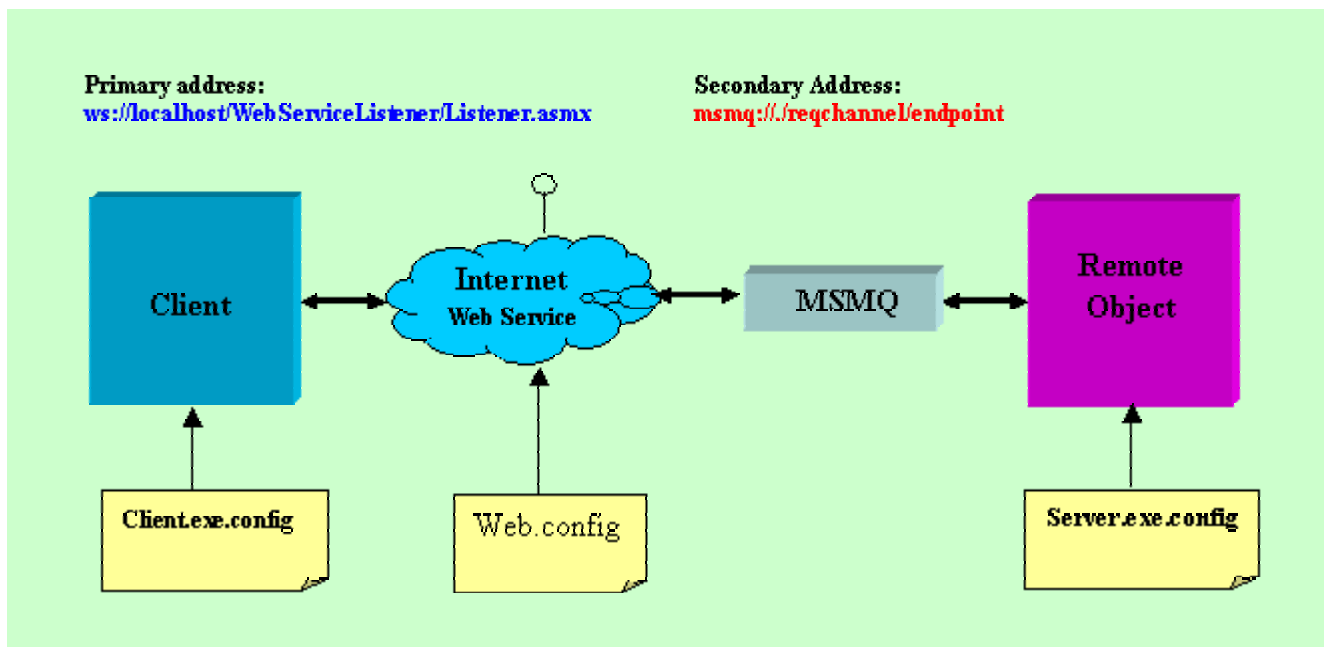 Primary address:
ws://localhost/WebServiceListener/Listener.asmx
Secondary Address:
msmq://./reqchannel/endpoint
Client
Internet
Web Service
MSMQ
Remote
Object
Client.exe.config
Web.config
Server.exe.config